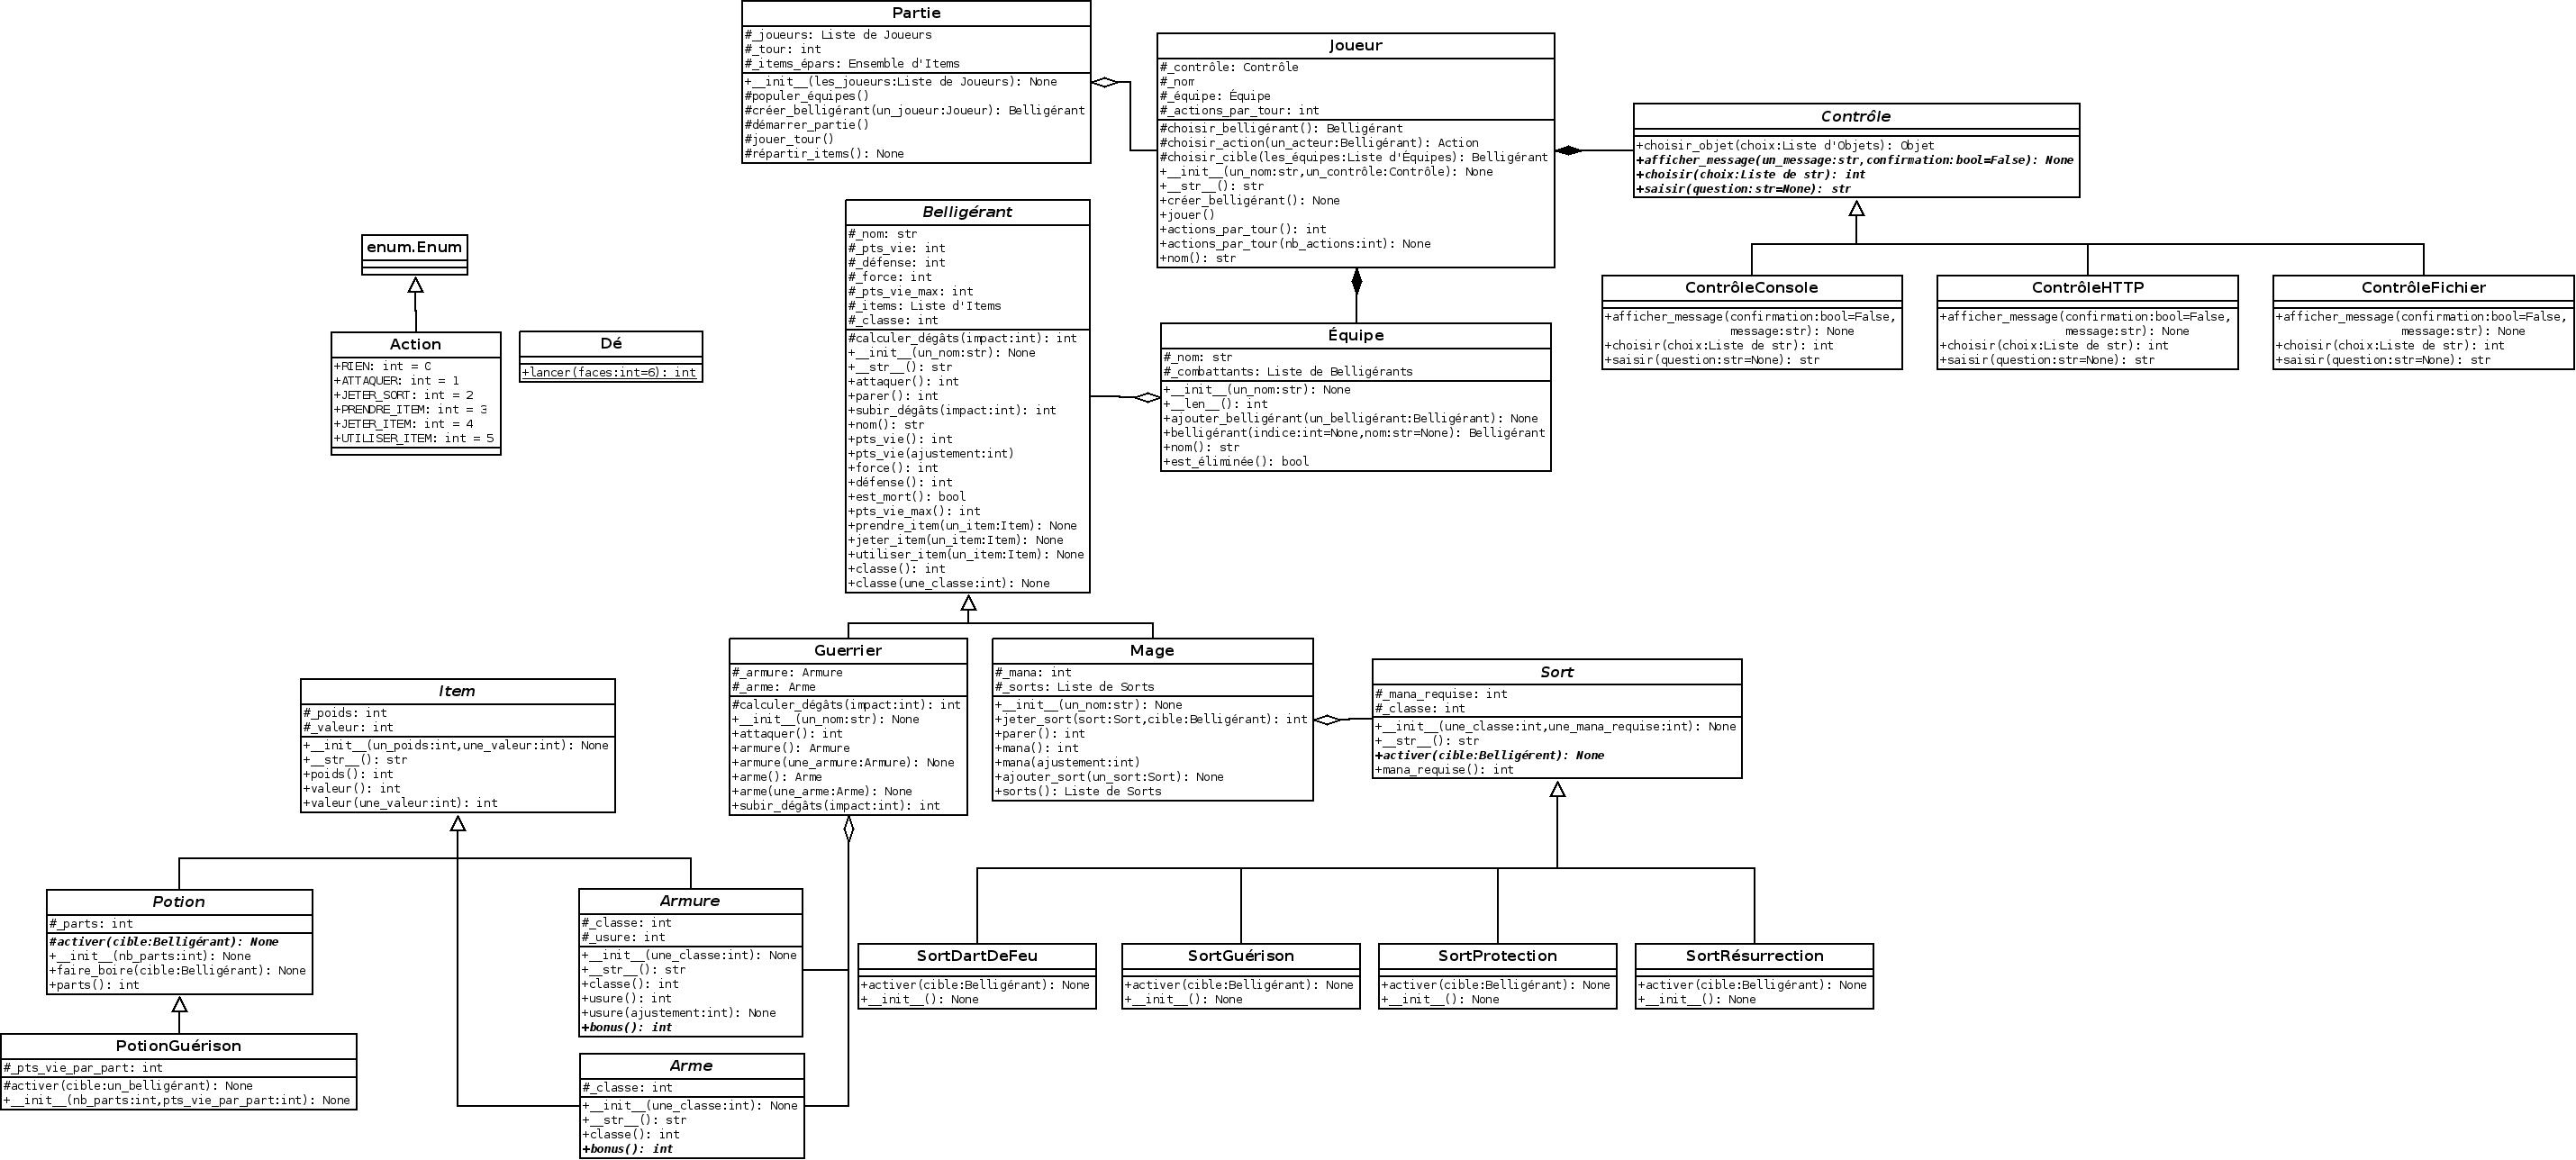 Partie
#_joueurs: Liste de Joueurs
#_tour: int
#_items_épars: Ensemble d'Items
+__init__(les_joueurs:Liste de Joueurs): None
#populer_équipes()
#créer_belligérant(un_joueur:Joueur): Belligérant
#démarrer_partie()
#jouer_tour()
#répartir_items(): None
Joueur
#_contrôle: Contrôle
#_nom
#_équipe: Équipe
#_actions_par_tour: int
#choisir_belligérant(): Belligérant
#choisir_action(un_acteur:Belligérant): Action
#choisir_cible(les_équipes:Liste d'Équipes): Belligérant
+__init__(un_nom:str,un_contrôle:Contrôle): None
+__str__(): str
+créer_belligérant(): None
+jouer()
+actions_par_tour(): int
+actions_par_tour(nb_actions:int): None
+nom(): str
Contrôle
+choisir_objet(choix:Liste d'Objets): Objet
+afficher_message(un_message:str,confirmation:bool=False): None
+choisir(choix:Liste de str): int
+saisir(question:str=None): str
ContrôleConsole
+afficher_message(confirmation:bool=False,
message:str): None
+choisir(choix:Liste de str): int
+saisir(question:str=None): str
ContrôleHTTP
+afficher_message(confirmation:bool=False,
message:str): None
+choisir(choix:Liste de str): int
+saisir(question:str=None): str
ContrôleFichier
+afficher_message(confirmation:bool=False,
message:str): None
+choisir(choix:Liste de str): int
+saisir(question:str=None): str
enum.Enum
Action
+RIEN: int = 0
+ATTAQUER: int = 1
+JETER_SORT: int = 2
+PRENDRE_ITEM: int = 3
+JETER_ITEM: int = 4
+UTILISER_ITEM: int = 5
Dé
+lancer(faces:int=6): int
Belligérant
#_nom: str
#_pts_vie: int
#_défense: int
#_force: int
#_pts_vie_max: int
#_items: Liste d'Items
#_classe: int
#calculer_dégâts(impact:int): int
+__init__(un_nom:str): None
+__str__(): str
+attaquer(): int
+parer(): int
+subir_dégâts(impact:int): int
+nom(): str
+pts_vie(): int
+pts_vie(ajustement:int)
+force(): int
+défense(): int
+est_mort(): bool
+pts_vie_max(): int
+prendre_item(un_item:Item): None
+jeter_item(un_item:Item): None
+utiliser_item(un_item:Item): None
+classe(): int
+classe(une_classe:int): None
Équipe
#_nom: str
#_combattants: Liste de Belligérants
+__init__(un_nom:str): None
+__len__(): int
+ajouter_belligérant(un_belligérant:Belligérant): None
+belligérant(indice:int=None,nom:str=None): Belligérant
+nom(): str
+est_éliminée(): bool
Guerrier
#_armure: Armure
#_arme: Arme
#calculer_dégâts(impact:int): int
+__init__(un_nom:str): None
+attaquer(): int
+armure(): Armure
+armure(une_armure:Armure): None
+arme(): Arme
+arme(une_arme:Arme): None
+subir_dégâts(impact:int): int
Mage
#_mana: int
#_sorts: Liste de Sorts
+__init__(un_nom:str): None
+jeter_sort(sort:Sort,cible:Belligérant): int
+parer(): int
+mana(): int
+mana(ajustement:int)
+ajouter_sort(un_sort:Sort): None
+sorts(): Liste de Sorts
Sort
#_mana_requise: int
#_classe: int
+__init__(une_classe:int,une_mana_requise:int): None
+__str__(): str
+activer(cible:Belligérent): None
+mana_requise(): int
Item
#_poids: int
#_valeur: int
+__init__(un_poids:int,une_valeur:int): None
+__str__(): str
+poids(): int
+valeur(): int
+valeur(une_valeur:int): int
Potion
#_parts: int
#activer(cible:Belligérant): None
+__init__(nb_parts:int): None
+faire_boire(cible:Belligérant): None
+parts(): int
PotionGuérison
#_pts_vie_par_part: int
#activer(cible:un_belligérant): None
+__init__(nb_parts:int,pts_vie_par_part:int): None
Armure
#_classe: int
#_usure: int
+__init__(une_classe:int): None
+__str__(): str
+classe(): int
+usure(): int
+usure(ajustement:int): None
+bonus(): int
Arme
#_classe: int
+__init__(une_classe:int): None
+__str__(): str
+classe(): int
+bonus(): int
SortDartDeFeu
+activer(cible:Belligérant): None
+__init__(): None
SortGuérison
+activer(cible:Belligérant): None
+__init__(): None
SortProtection
+activer(cible:Belligérant): None
+__init__(): None
SortRésurrection
+activer(cible:Belligérant): None
+__init__(): None